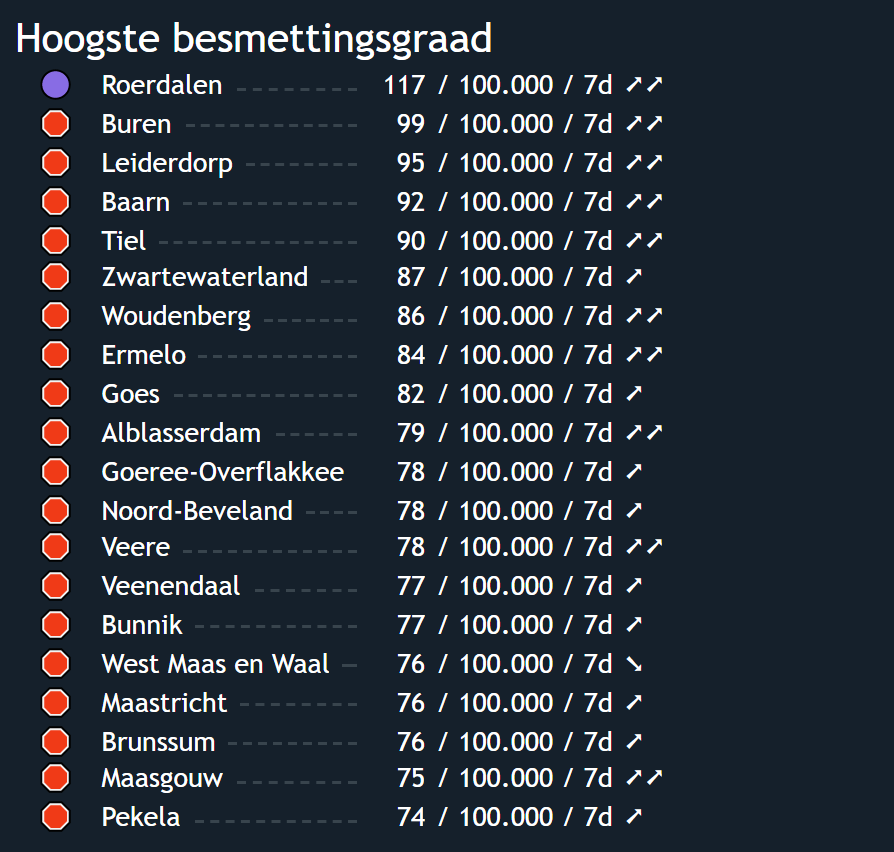 Hoogste besmettingsgraad
Roerdalen 117 / 100.000 / 7d ➚➚
Buren 99 / 100.000 / 7d ➚➚
Leiderdorp 95 / 100.000 / 7d ➚➚
Baarn 92 / 100.000 / 7d ➚➚
Tiel 90 / 100.000 / 7d ➚➚
Zwartewaterland 87 / 100.000 / 7d ➚
Woudenberg 86 / 100.000 / 7d ➚➚
Ermelo 84 / 100.000 / 7d ➚➚
Goes 82 / 100.000 / 7d ➚
Alblasserdam 79 / 100.000 / 7d ➚➚
Goeree-Overflakkee 78 / 100.000 / 7d ➚
Noord-Beveland 78 / 100.000 / 7d ➚
Veere 78 / 100.000 / 7d ➚➚
Veenendaal 77 / 100.000 / 7d ➚
Bunnik 77 / 100.000 / 7d ➚
West Maas en Waal 76 / 100.000 / 7d ➘
Maastricht 76 / 100.000 / 7d ➚
Brunssum 76 / 100.000 / 7d ➚
Maasgouw 75 / 100.000 / 7d ➚➚
Pekela 74 / 100.000 / 7d ➚